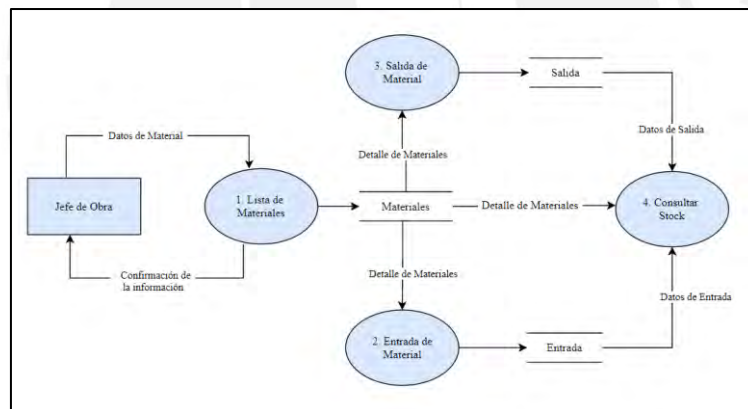 3. Salida de
Material
Salida
Datos de Material
Datos de Salida
Detalle de Materiales
Jefe de Obra
1. Lista de
Materiales
Materiales
Detalle de Materiales
4. Consultar
Stock
Detalle de Materiales
Confirmación de
la información
Datos de Entrada
2. Entrada de
Material
Entrada